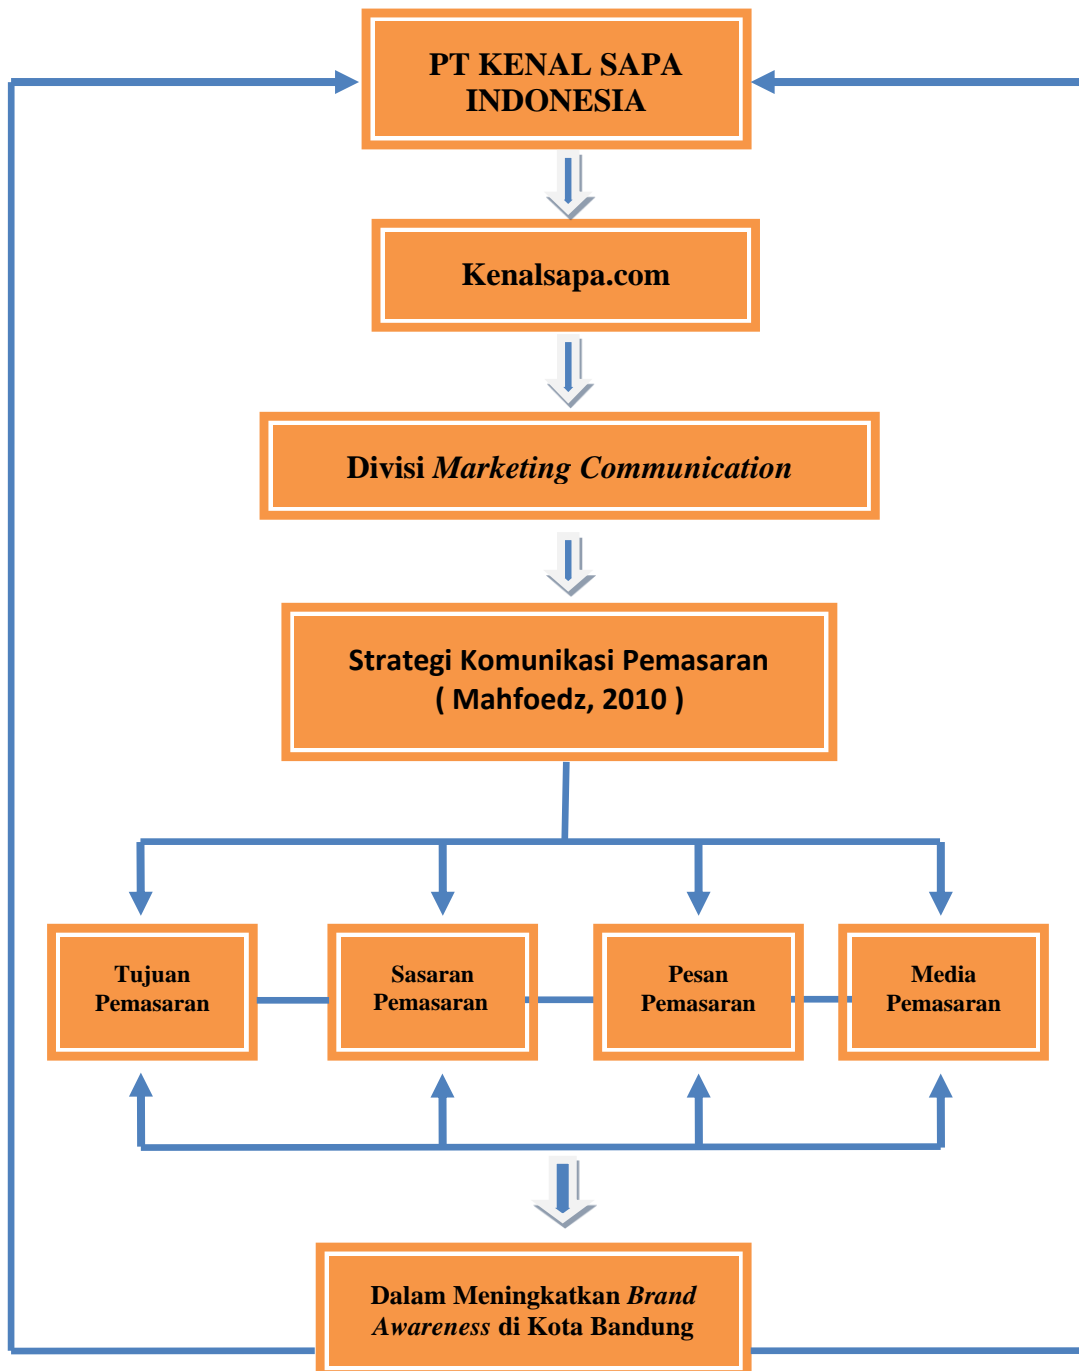 PT KENAL SAPA
INDONESIA
Kenalsapa.com
Divisi Marketing Communication
Strategi Komunikasi Pemasaran
( Mahfoedz, 2010 )
Tujuan
Pemasaran
Sasaran
Pemasaran
Pesan
Pemasaran
Media
Pemasaran
Dalam Meningkatkan Brand
Awareness di Kota Bandung